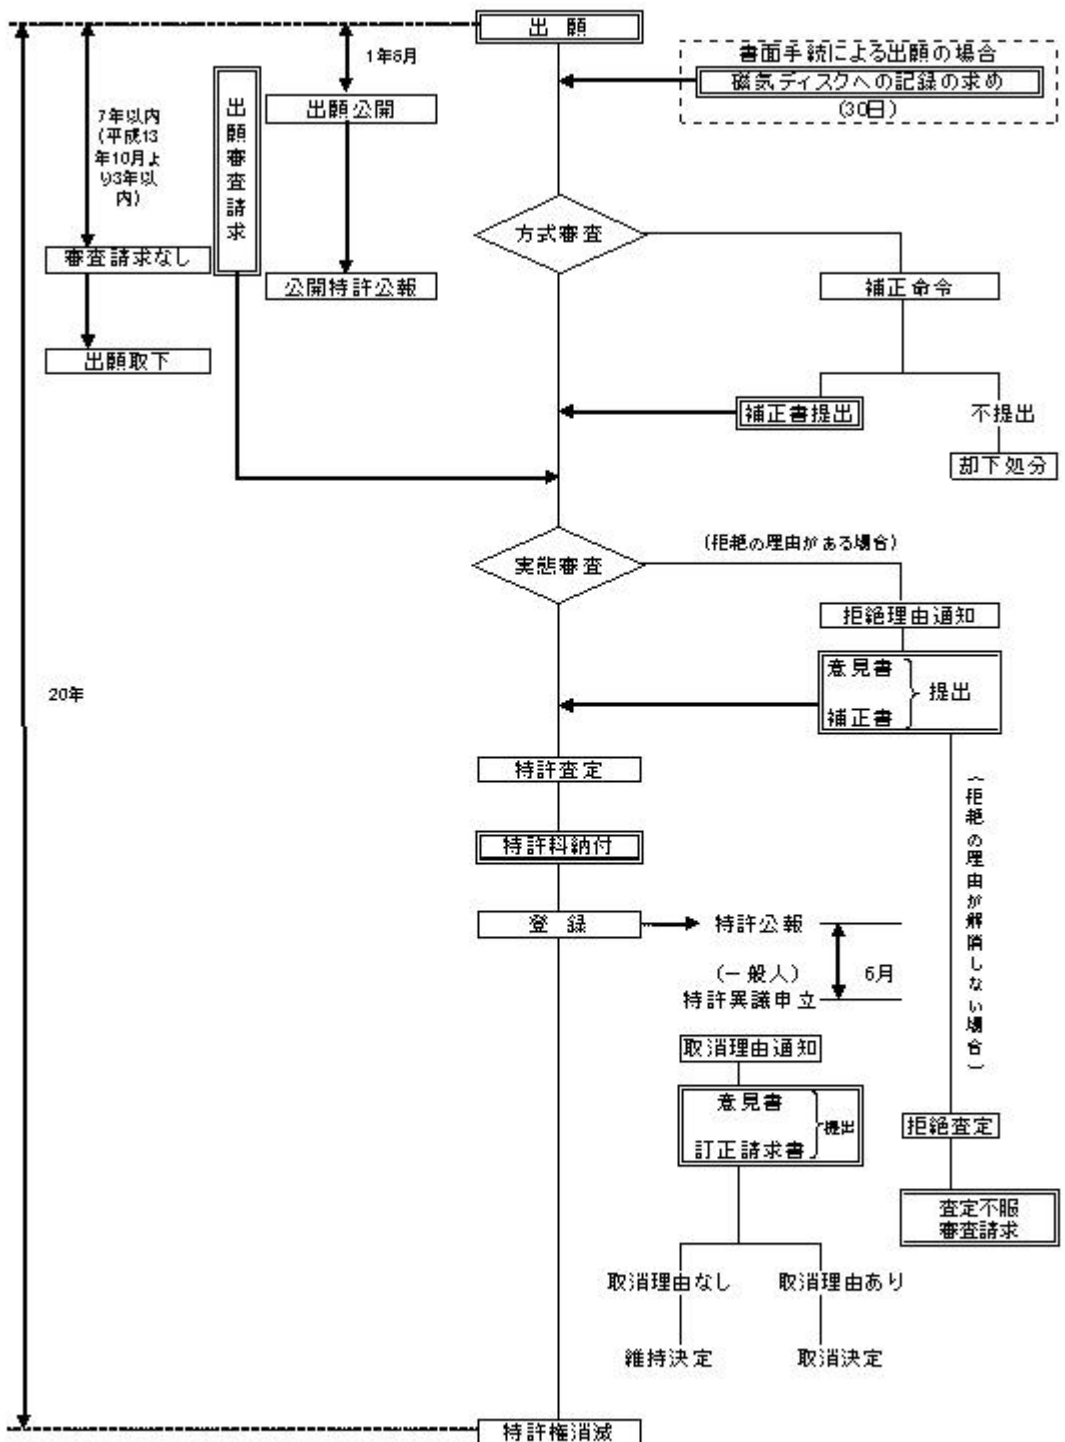 出願
書面手続による出願の場合
磁気ディスクへの記録の求め
(30日)
1年6月
出願公開
出願審査請求
7年以内
(平成13
年10月よ
り3年以
内)
方式審査
審査請求なし
公開特許公報
補正命令
出願取下
補正書提出
不提出
却下処分
実態審査
(拒絶の理由がある場合)
拒絶理由通知
意見書
補正書
提出
20年
特許査定
(拒絶の理由が解消しない場合)
特許料納付
登録
特許公報
(一般人)
特許異議申立
6月
取消理由通知
意見書
訂正請求書
提出
拒絶査定
査定不服
審査請求
取消理由なし
取消理由あり
維持決定
取消決定
特許権消滅